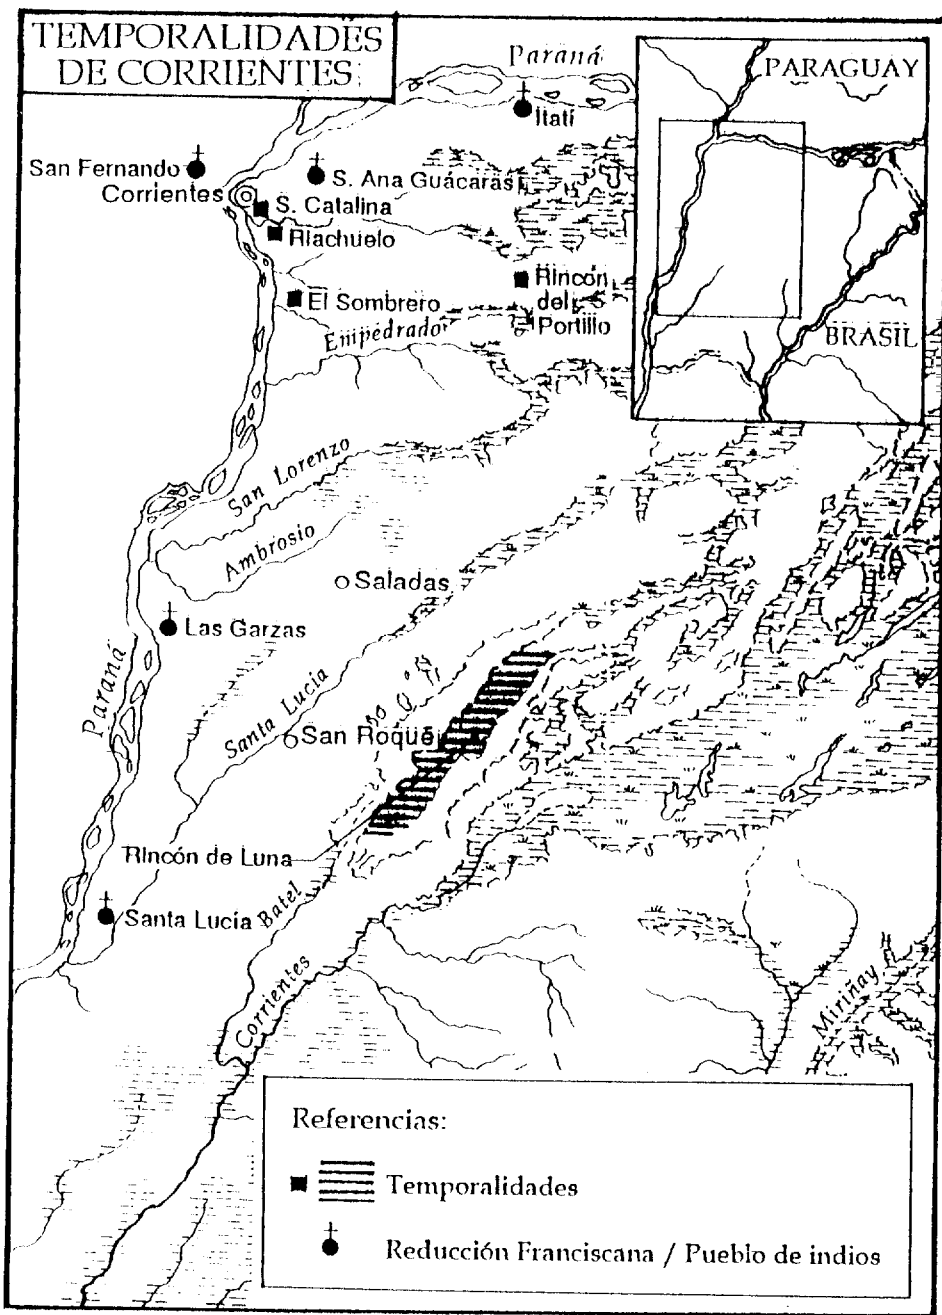 TEMPORALIDADES
DE CORRIENTES
Paraná
PARAGUAY
Itatí
San Fernando
S. Ana Guácaras
Corrientes
S. Catalina
Riachuelo
Rincón
del
Portillo
El Sombrero
Empedrado
BRASIL
San Lorenzo
Ambrosio
Saladas
Las Garzas
Paraná
Santa Lucía
San Roque
Rincón de Luna
Batel
Santa Lucía
Corrientes
Miriñay
Referencias:
Temporalidades
Reducción Franciscana / Pueblo de indios